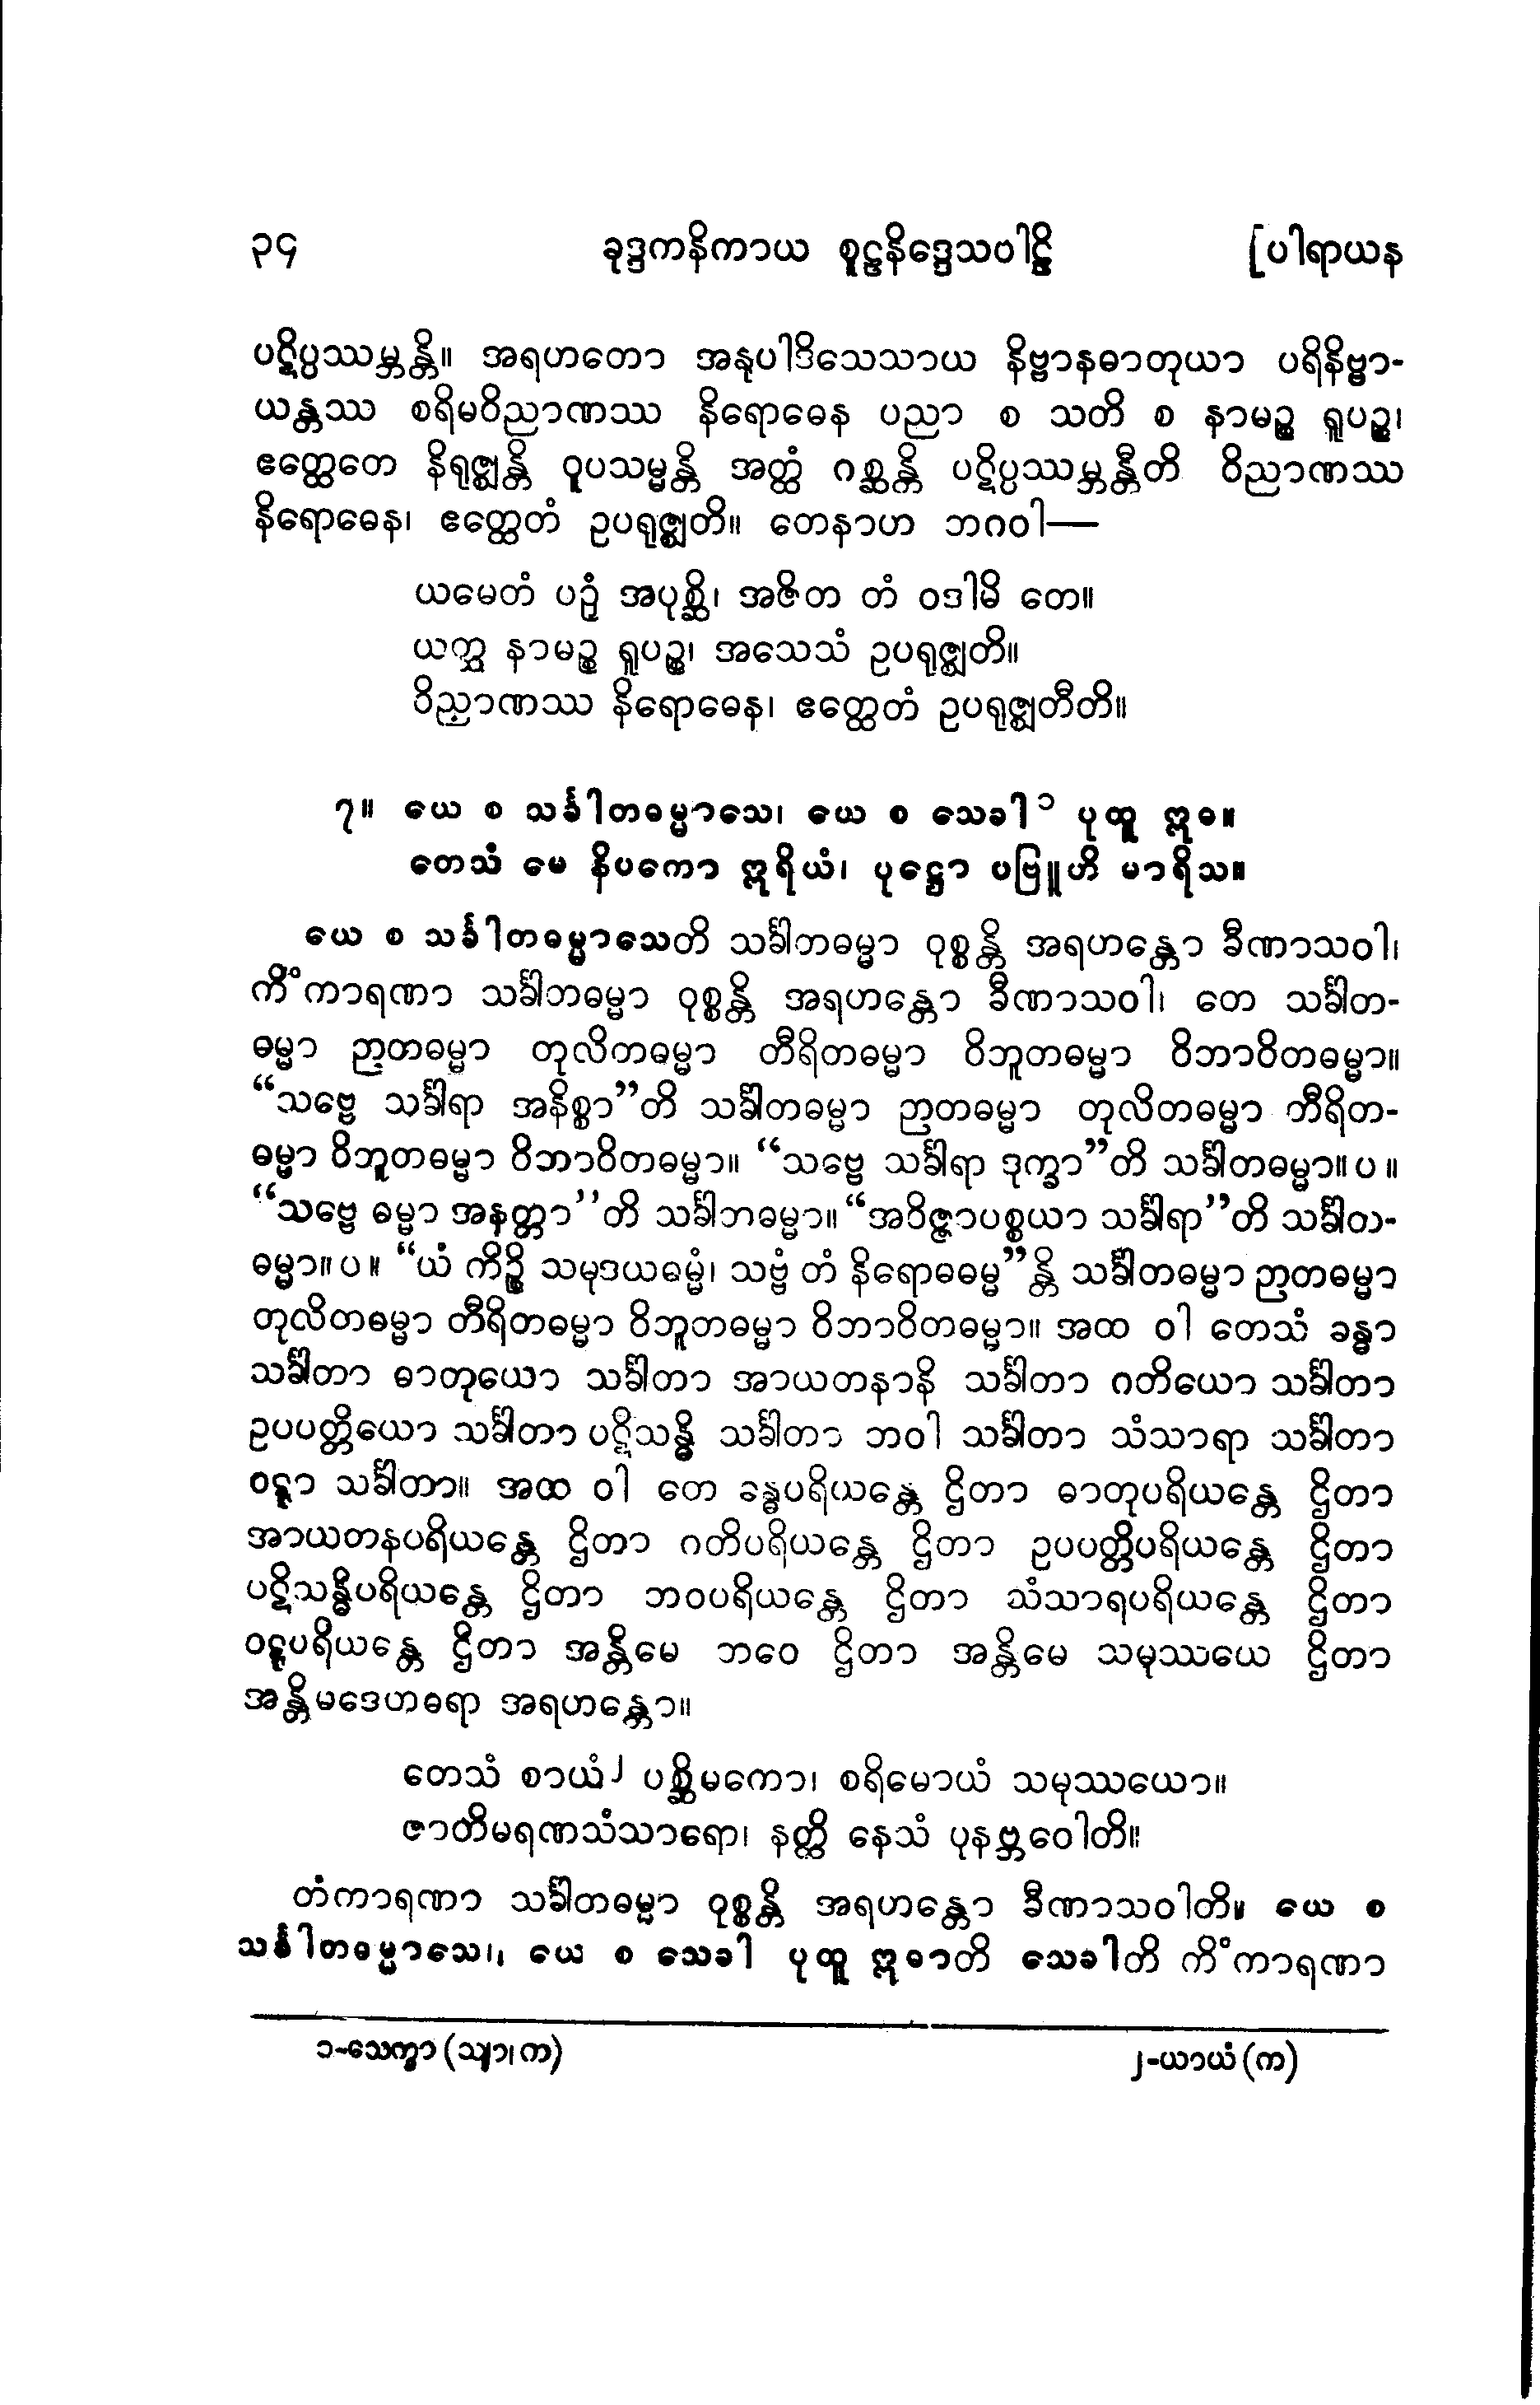 ၃၄ ခုဒ္ဒကနိကာယ စူဠနိဒ္ဒေသပါဠိ [ပါရာယန
ပဋိပ္ပဿမ္ဘန္တိ။ အရဟတော အနုပါဒိသေသာယ နိဗ္ဗာနဓာတုယာ ပရိနိဗ္ဗာ-
ယန္တဿ စရိမဝိညာဏဿ နိရောဓေန ပညာ စ သတိ စ နာမဉ္စ ရူပဉ္စ၊
ဧတ္ထေတေ နိရုဇ္ဈန္တိ ဝူပသမ္မန္တိ အတ္ထံ ဂစ္ဆန္တိ ပဋိပ္ပဿမ္ဘန္တီတိ ဝိညာဏဿ
နိရောဓေန၊ ဧတ္ထေတံ ဥပရုဇ္ဈတိ။ တေနာဟ ဘဂဝါ—
ယမေတံ ပဉှံ အပုစ္ဆိ၊ အဇိတ တံ ဝဒါမိ တေ။
ယတ္ထ နာမဉ္စ ရူပဉ္စ၊ အသေသံ ဥပရုဇ္ဈတိ။
ဝိညာဏဿ နိရောဓေန၊ ဧတ္ထေတံ ဥပရုဇ္ဈတီတိ။
၇။ ယေ စ သင်္ခါတဓမ္မာသေ၊ ယေ စ သေခါ၁ ပုထူ ဣဓ။
တေသံ မေ နိပကော ဣရိယံ၊ ပုဋ္ဌော ပဗြူဟိ မာရိသ။
ယေ စ သင်္ခါတဓမ္မာသေတိ သင်္ခါတဓမ္မာ ဝုစ္စန္တိ အရဟန္တော ခီဏာသဝါ၊
ကိံကာရဏာ သင်္ခါတဓမ္မာ ဝုစ္စန္တိ အရဟန္တော ခီဏာသဝါ၊ တေ သင်္ခါတ-
ဓမ္မာ ဉာတဓမ္မာ တုလိတဓမ္မာ တီရိတဓမ္မာ ဝိဘူတဓမ္မာ ဝိဘာဝိတဓမ္မာ။
“သဗ္ဗေ သင်္ခါရာ အနိစ္စာ”တိ သင်္ခါတဓမ္မာ ဉာတဓမ္မာ တုလိတဓမ္မာ တီရိတ-
ဓမ္မာ ဝိဘူတဓမ္မာ ဝိဘာဝိတဓမ္မာ။ “သဗ္ဗေ သင်္ခါရာ ဒုက္ခာ”တိ သင်္ခါတဓမ္မာ။ပ။
“သဗ္ဗေ ဓမ္မာ အနတ္တာ”တိ သင်္ခါတဓမ္မာ။ “အဝိဇ္ဇာပစ္စယာ သင်္ခါရာ”တိ သင်္ခါတ-
ဓမ္မာ။ပ။ “ယံ ကိဉ္စိ သမုဒယဓမ္မံ၊ သဗ္ဗံ တံ နိရောဓဓမ္မ”န္တိ သင်္ခါတဓမ္မာ ဉာတဓမ္မာ
တုလိတဓမ္မာ တီရိတဓမ္မာ ဝိဘူတဓမ္မာ ဝိဘာဝိတဓမ္မာ။ အထ ဝါ တေသံ ခန္ဓာ
သင်္ခါတာ ဓာတုယော သင်္ခါတာ အာယတနာနိ သင်္ခါတာ ဂတိယော သင်္ခါတာ
ဥပပတ္တိယော သင်္ခါတာ ပဋိသန္ဓိ သင်္ခါတာ ဘဝါ သင်္ခါတာ သံသာရာ သင်္ခါတာ
ဝဋ္ဋာ သင်္ခါတာ။ အထ ဝါ တေ ခန္ဓပရိယန္တေ ဌိတာ ဓာတုပရိယန္တေ ဌိတာ
အာယတနပရိယန္တေ ဌိတာ ဂတိပရိယန္တေ ဌိတာ ဥပပတ္တိပရိယန္တေ ဌိတာ
ပဋိသန္ဓိပရိယန္တေ ဌိတာ ဘဝပရိယန္တေ ဌိတာ သံသာရပရိယန္တေ ဌိတာ
ဝဋ္ဋပရိယန္တေ ဌိတာ အန္တိမေ ဘဝေ ဌိတာ အန္တိမေ သမုဿယေ ဌိတာ
အန္တိမဒေဟဓရာ အရဟန္တော။
တေသံ စာယံ၂ ပစ္ဆိမကော၊ စရိမောယံ သမုဿယော။
ဇာတိမရဏသံသာရော၊ နတ္ထိ နေသံ ပုနဗ္ဘဝေါတိ။
တံကာရဏာ သင်္ခါတဓမ္မာ ဝုစ္စန္တိ အရဟန္တော ခီဏာသဝါတိ။ ယေ စ
သင်္ခါတဓမ္မာသေ၊၊ ယေ စ သေခါ ပုထူ ဣဓာတိ သေခါတိ ကိံကာရဏာ
၁-သေက္ခာ (သျာ၊ က) ၂-ယာယံ (က)